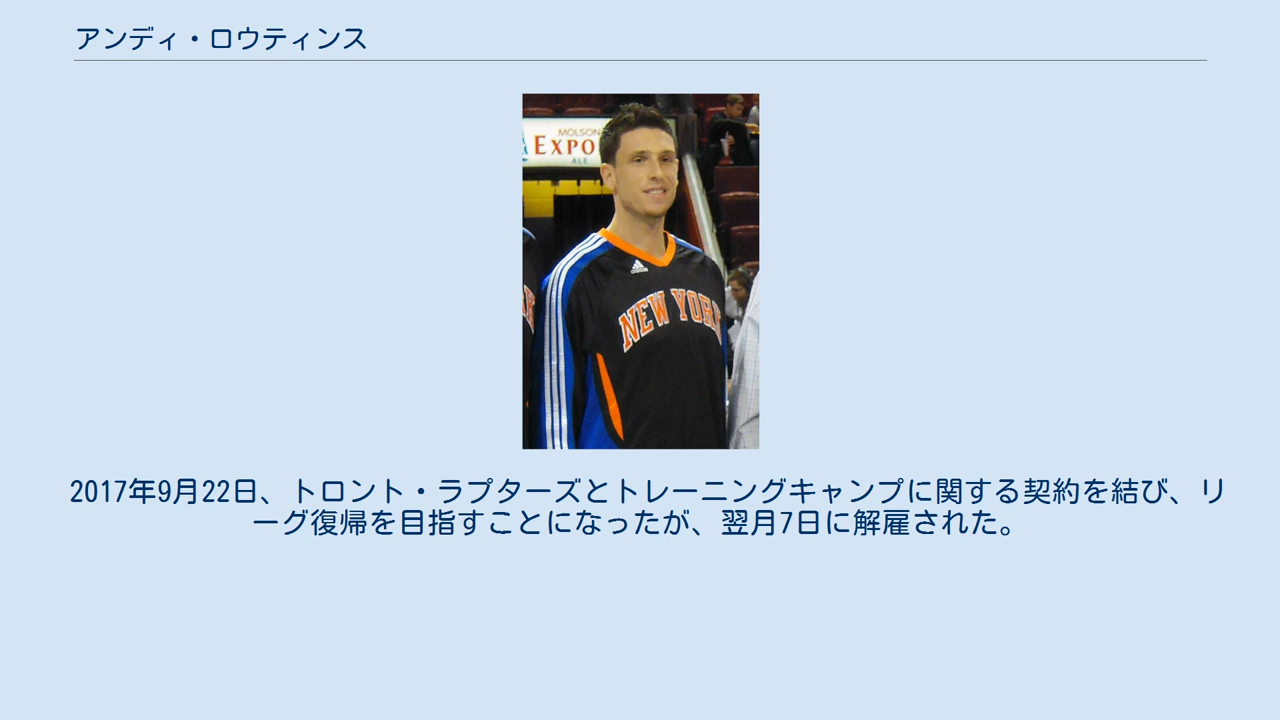 アンディ・ロウティンス
MOLSON
EXPO
ALE
adidas
NEW YORK
2017年9月22日、トロント・ラプターズとトレーニングキャンプに関する契約を結び、リ
ーグ復帰を目指すことになったが、翌月7日に解雇された。